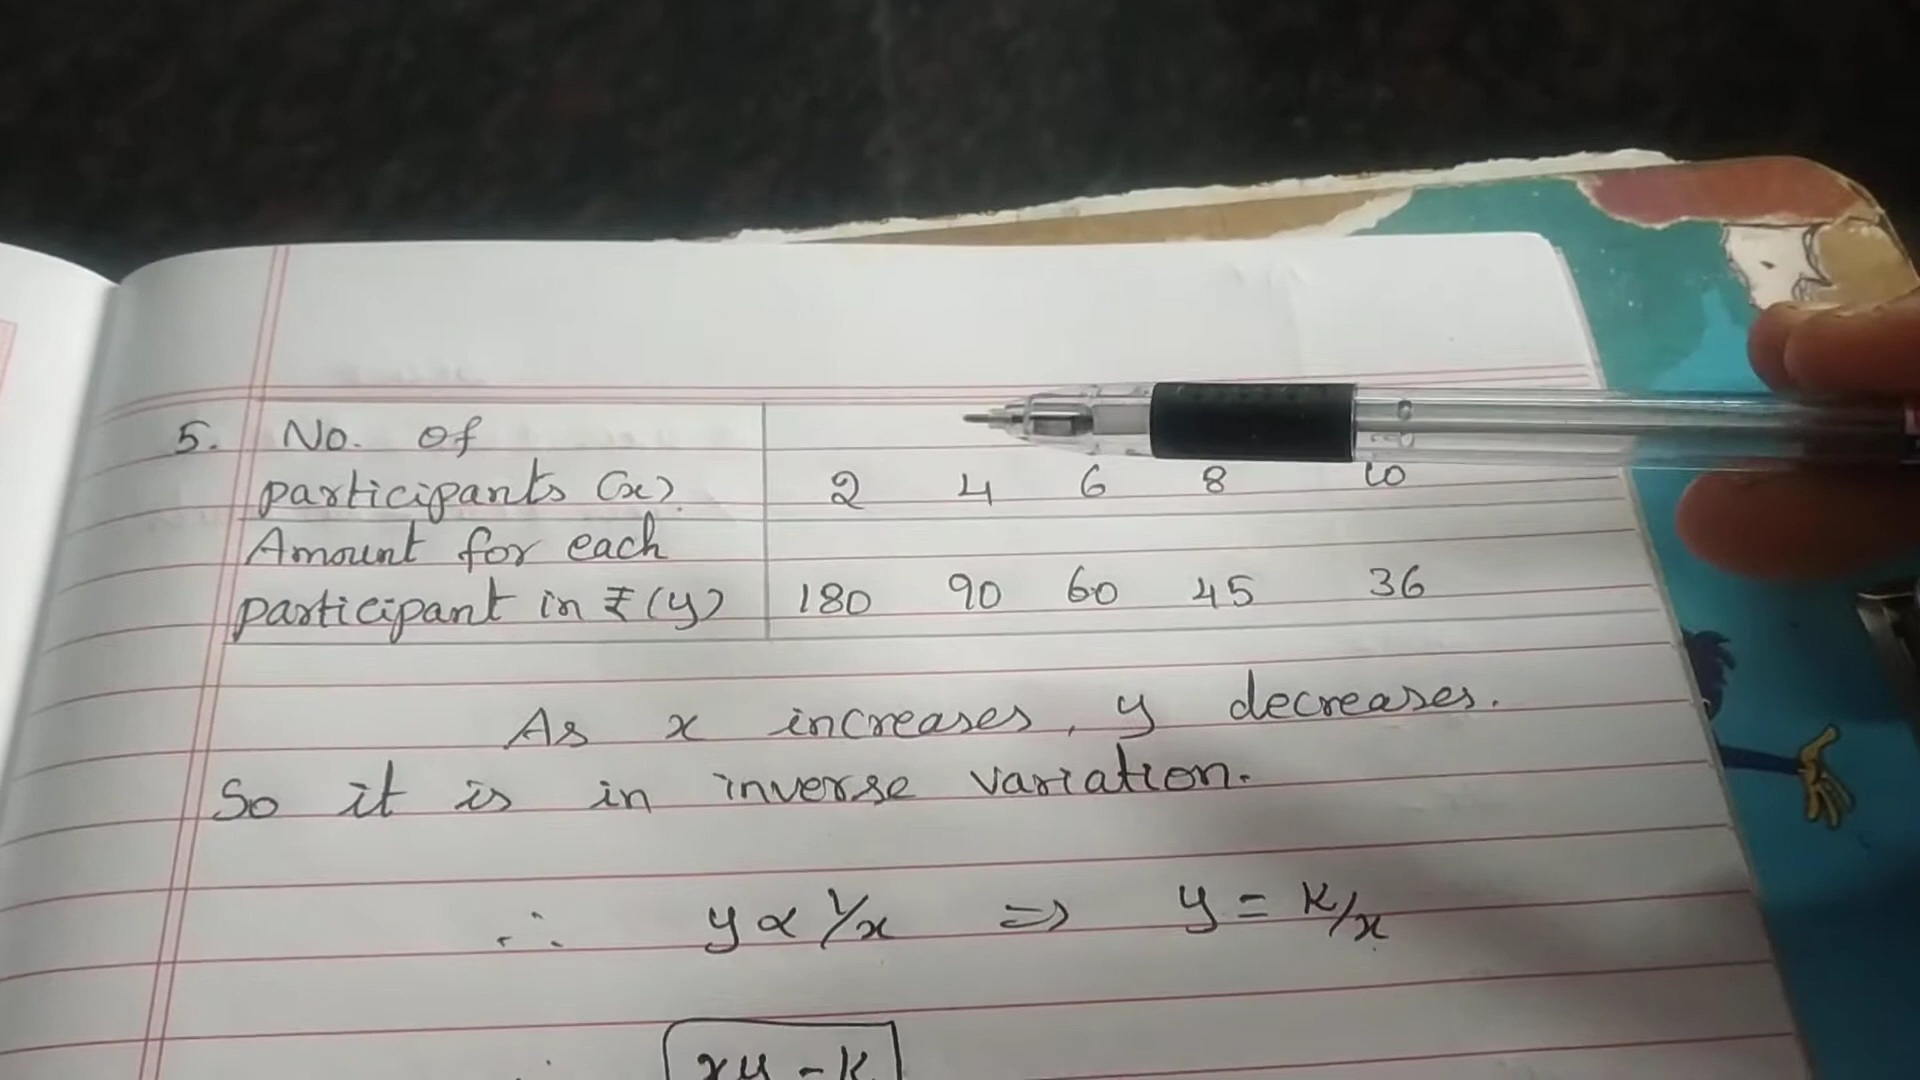 5. No. of
participants (x) 2 4 6 8 10
Amount for each
participant in ₹(y) 180 90 60 45 36
As x increases, y decreases.
So it is in inverse variation.
∴ y ∝ 1/x ⇒ y = k/x
∴ xy = k